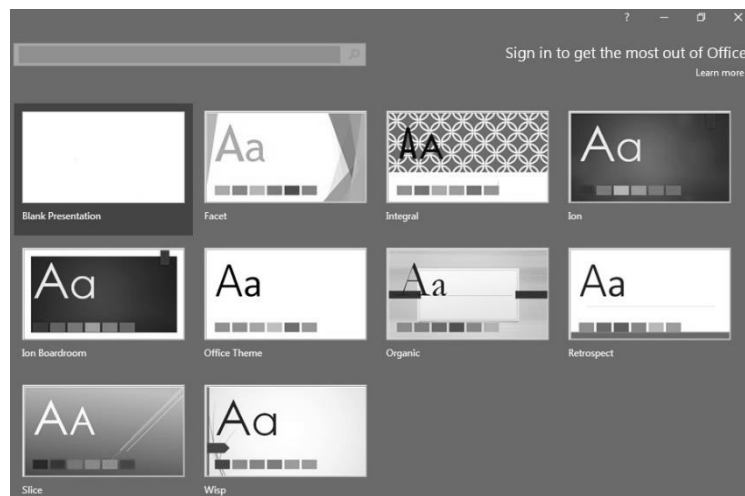 ?
Sign in to get the most out of Office
Learn more
Aa Aa Aa
Blank Presentation Facet Integral Ion
Aa Aa Aa Aa
Ion Boardroom Office Theme Organic Retrospect
Aa Aa
Slice Wisp